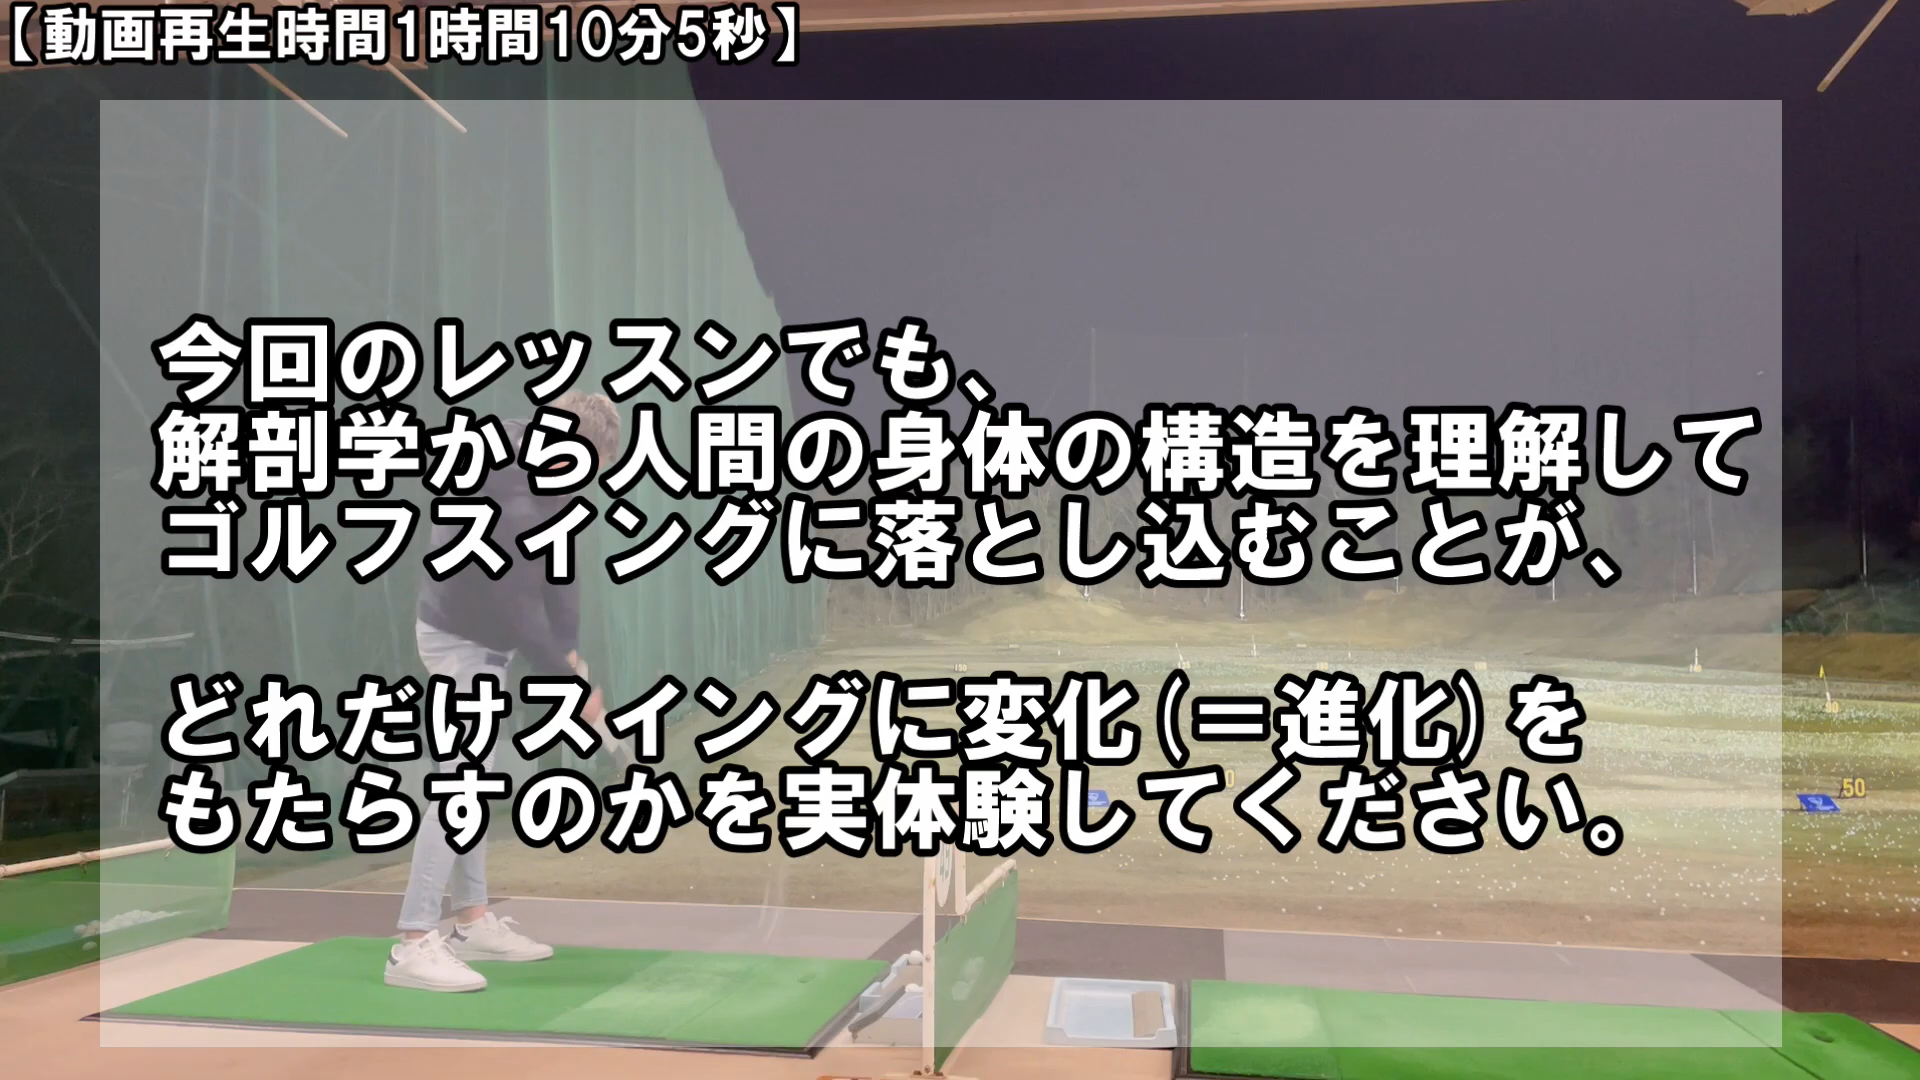 【動画再生時間1時間10分5秒】
今回のレッスンでも、
解剖学から人間の身体の構造を理解して
ゴルフスイングに落とし込むことが、
どれだけスイングに変化(=進化)を
もたらすのかを実体験してください。
50